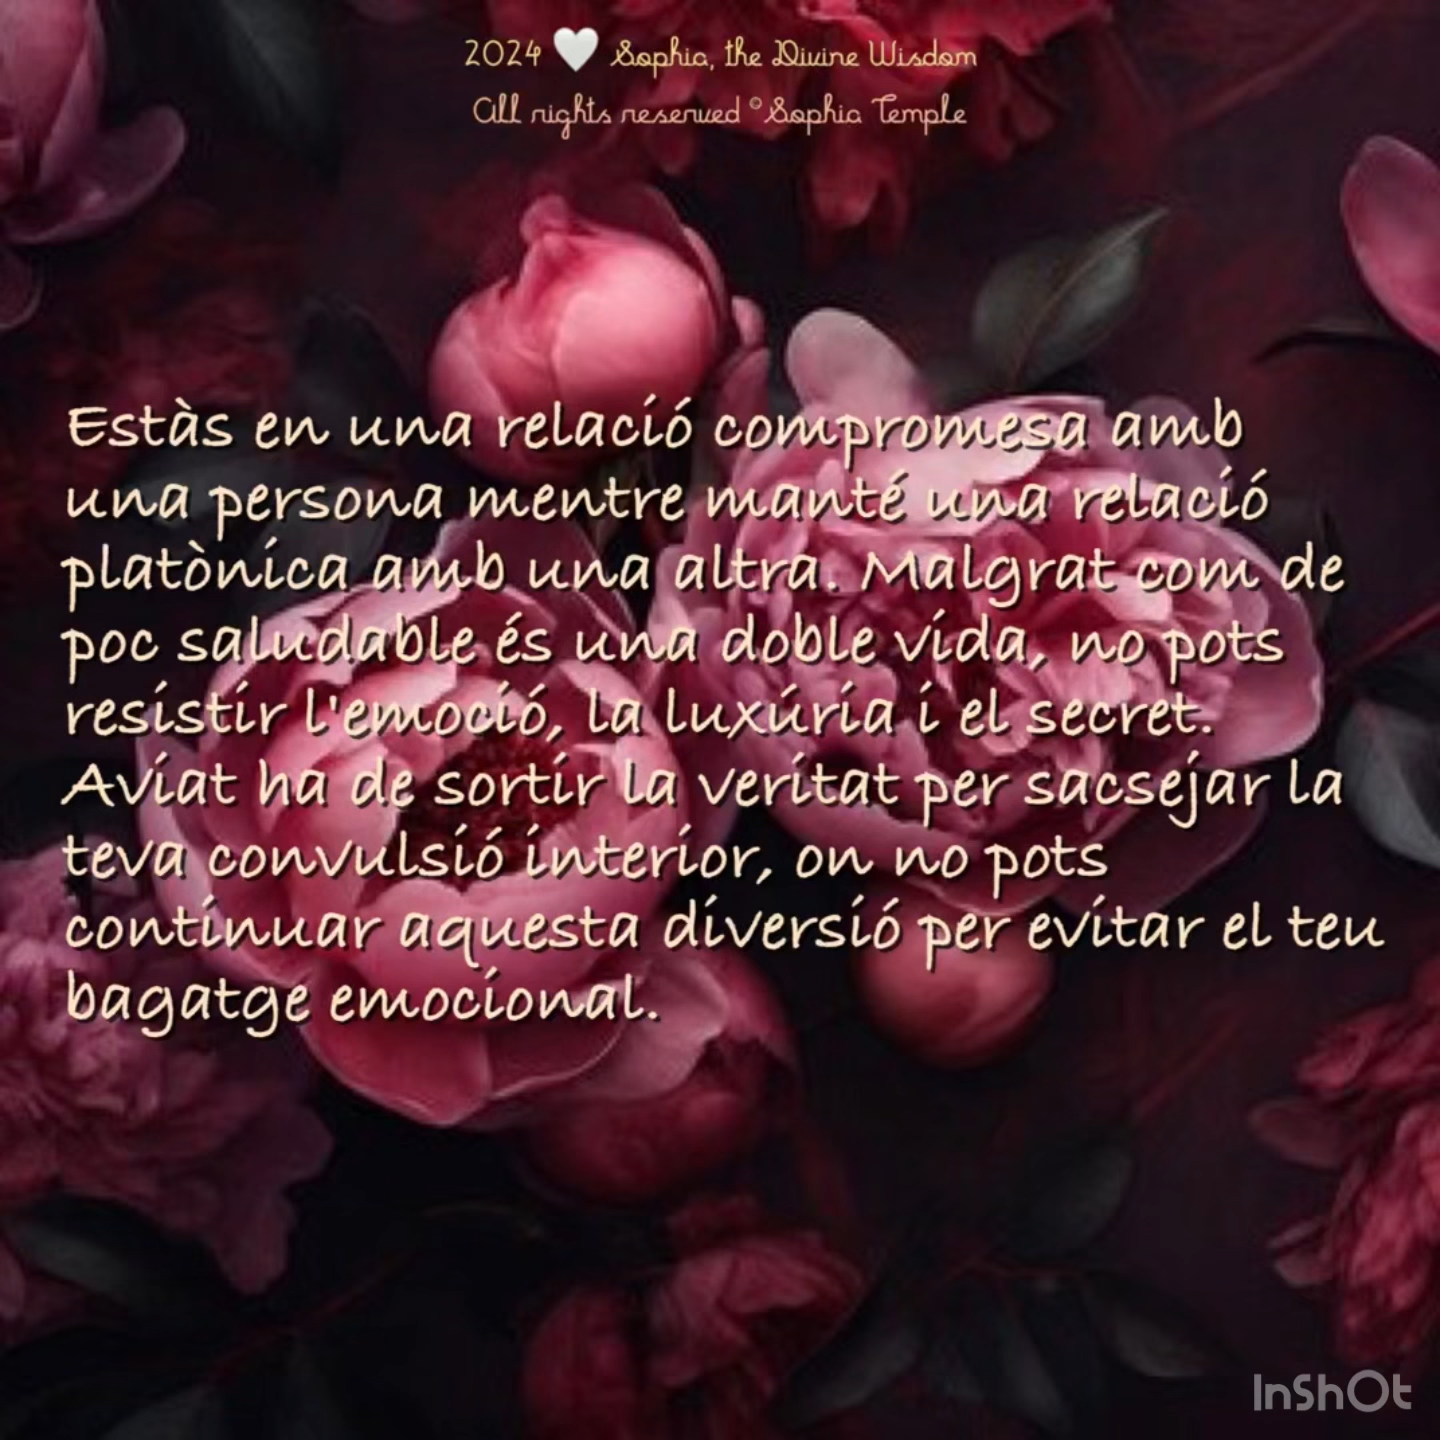 2024 🤍 Sophia, the Divine Wisdom
All rights reserved ©Sophia Temple
Estàs en una relació compromesa amb
una persona mentre manté una relació
platònica amb una altra. Malgrat com de
poc saludable és una doble vida, no pots
resistir l'emoció, la luxúria i el secret.
Aviat ha de sortir la veritat per sacsejar la
teva convulsió interior, on no pots
continuar aquesta diversió per evitar el teu
bagatge emocional.
InShOt